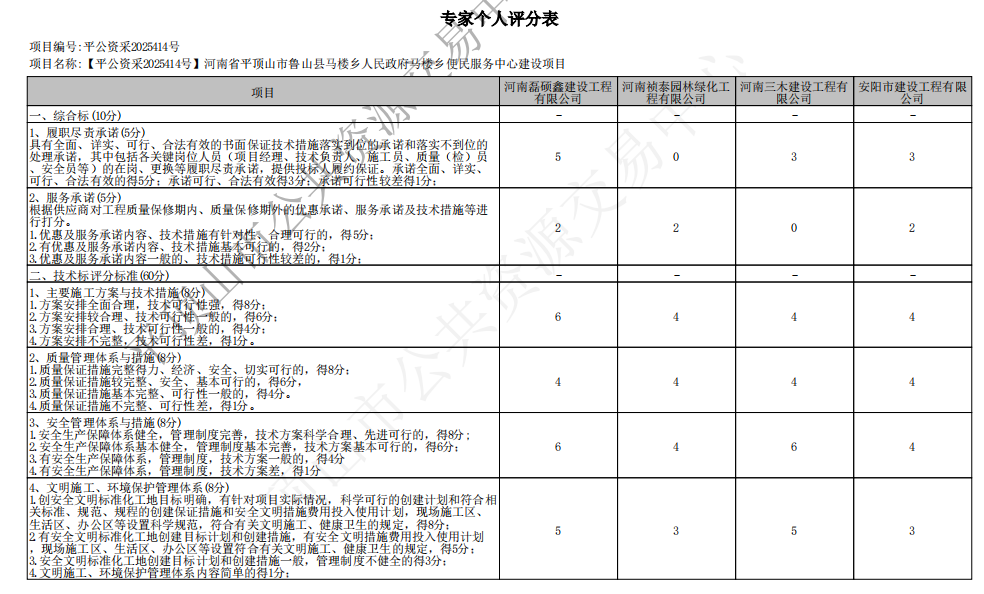 专家个人评分表
项目编号:平公资采2025414号
项目名称:【平公资采2025414号】河南省平顶山市鲁山县马楼乡人民政府马楼乡便民服务中心建设项目
项目
河南磊硕鑫建设工程有限公司
河南祯泰园林绿化工程有限公司
河南三木建设工程有限公司
安阳市建设工程有限公司
一、综合标(10分) － － － －
1、履职尽责承诺(5分)
具有全面、详实、可行、合法有效的书面保证技术措施落实到位的承诺和落实不到位的
处理承诺，其中包括各关键岗位人员（项目经理、技术负责人、施工员、质量（检）员
、安全员等）的在岗、更换等履职尽责承诺，提供投标人履约保证。承诺全面、详实、
可行、合法有效的得5分；承诺可行、合法有效得3分；承诺可行性较差得1分；
5 0 3 3
2、服务承诺(5分)
根据供应商对工程质量保修期内、质量保修期外的优惠承诺、服务承诺及技术措施等进
行打分。
1.优惠及服务承诺内容、技术措施有针对性、合理可行的，得5分；
2.有优惠及服务承诺内容、技术措施基本可行的，得2分；
3.优惠及服务承诺内容一般的、技术措施可行性较差的，得1分；
2 2 0 2
二、技术标评分标准(60分) － － － －
1、主要施工方案与技术措施(8分)
1.方案安排全面合理，技术可行性强，得8分；
2.方案安排较合理、技术可行性一般的，得6分；
3.方案安排合理、技术可行性一般的，得4分；
4.方案安排不完整，技术可行性差，得1分。
6 4 4 4
2、质量管理体系与措施(8分)
1.质量保证措施完整得力、经济、安全、切实可行的，得8分；
2.质量保证措施较完整、安全、基本可行的，得6分，
3.质量保证措施基本完整、可行性一般的，得4分。
4.质量保证措施不完整、可行性差，得1分。
4 4 4 4
3、安全管理体系与措施(8分)
1.安全生产保障体系健全，管理制度完善，技术方案科学合理、先进可行的，得8分；
2.安全生产保障体系基本健全，管理制度基本完善，技术方案基本可行的，得6分；
3.有安全生产保障体系，管理制度，技术方案一般的，得4分
4.有安全生产保障体系，管理制度，技术方案差，得1分
6 4 6 4
4、文明施工、环境保护管理体系(8分)
1.创安全文明标准化工地目标明确，有针对项目实际情况，科学可行的创建计划和符合相
关标准、规范、规程的创建保证措施和安全文明措施费用投入使用计划，现场施工区、
生活区、办公区等设置科学规范，符合有关文明施工、健康卫生的规定，得8分；
2.有安全文明标准化工地创建目标计划和创建措施，有安全文明措施费用投入使用计划
，现场施工区、生活区、办公区等设置符合有关文明施工、健康卫生的规定，得5分；
3.安全文明标准化工地创建目标计划和创建措施一般，管理制度不健全的得3分；
4.文明施工、环境保护管理体系内容简单的得1分；
5 3 5 3